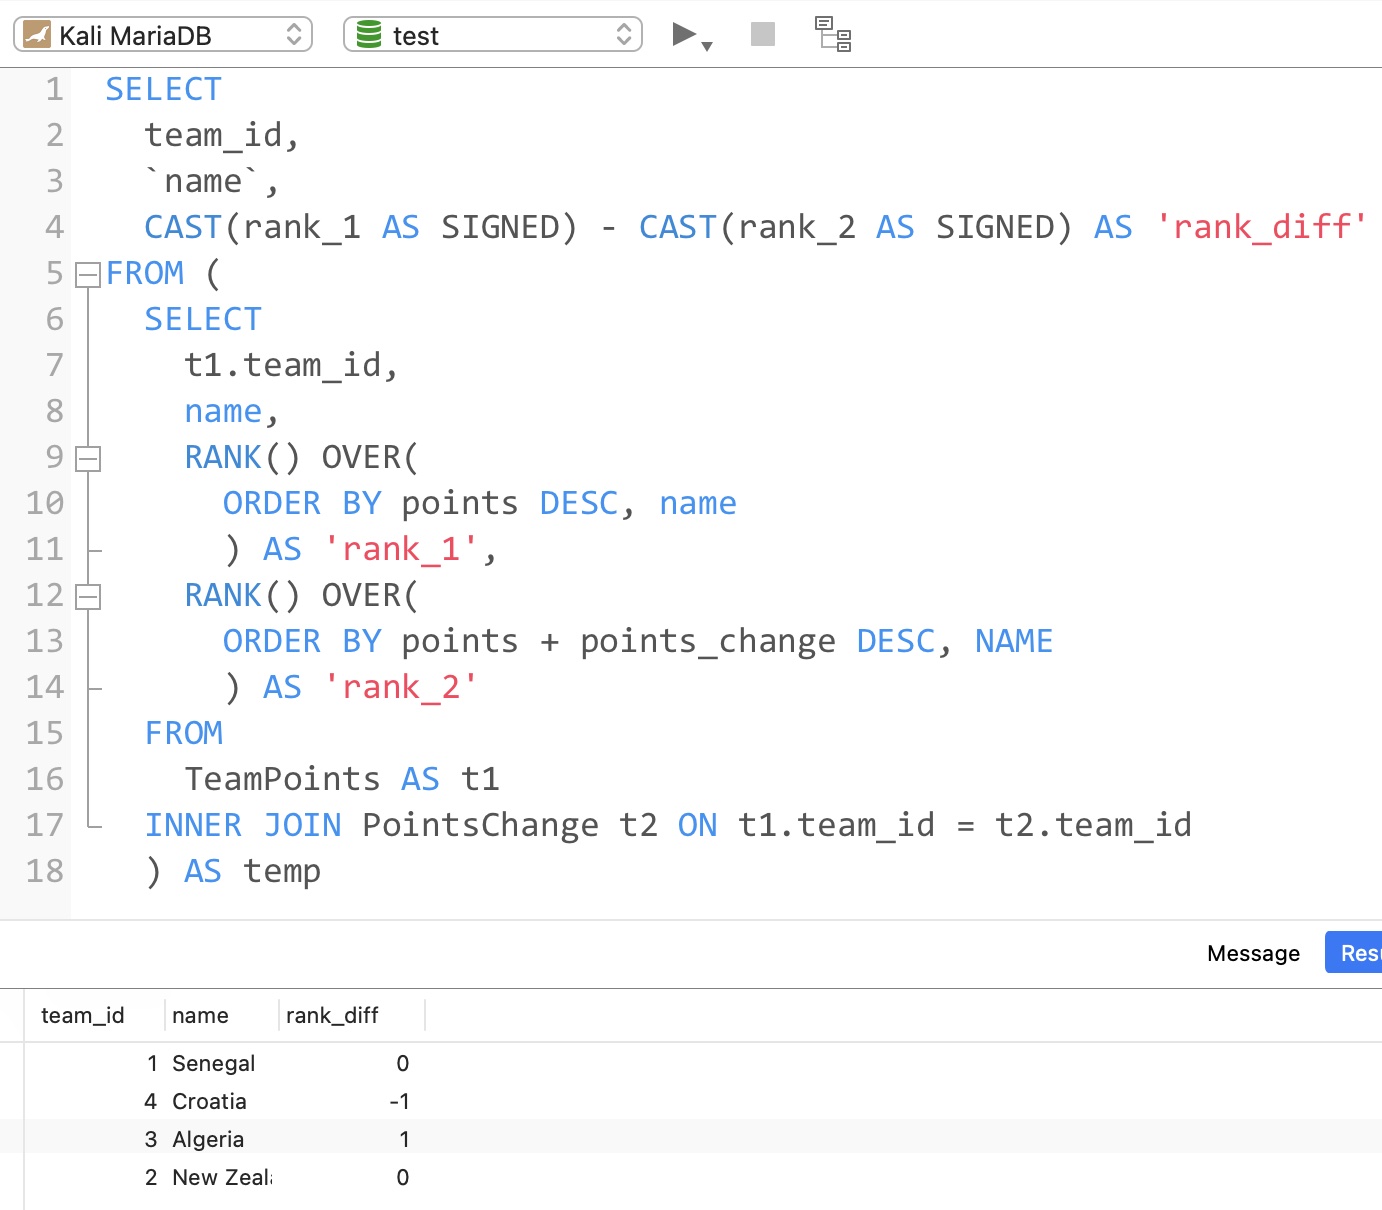 Kali MariaDB test
1 SELECT
2 team_id,
3 `name`,
4 CAST(rank_1 AS SIGNED) - CAST(rank_2 AS SIGNED) AS 'rank_diff'
5 FROM (
6 SELECT
7 t1.team_id,
8 name,
9 RANK() OVER(
10 ORDER BY points DESC, name
11 ) AS 'rank_1',
12 RANK() OVER(
13 ORDER BY points + points_change DESC, NAME
14 ) AS 'rank_2'
15 FROM
16 TeamPoints AS t1
17 INNER JOIN PointsChange t2 ON t1.team_id = t2.team_id
18 ) AS temp
Message
team_id name rank_diff
1 Senegal 0
4 Croatia -1
3 Algeria 1
2 New 0